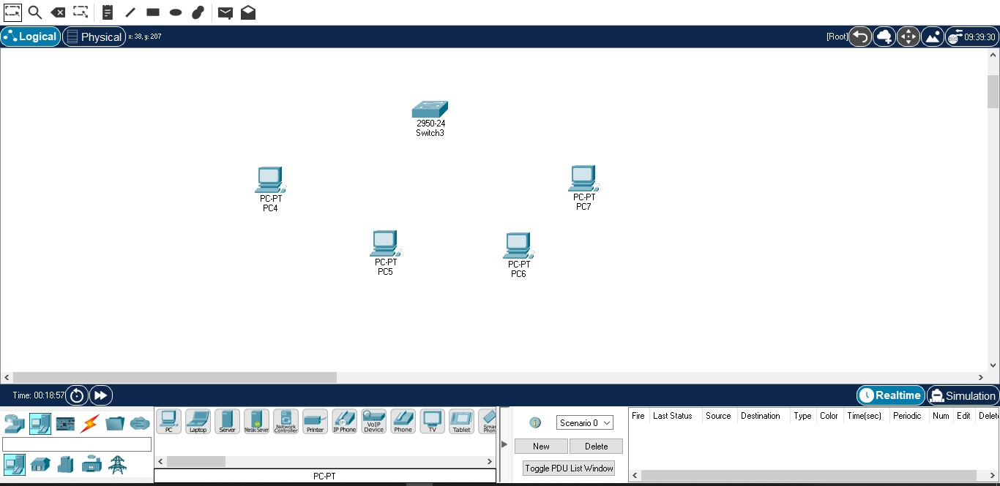 Logical
Physical
x: 38, y: 207
[Root]
09:39:30
2950-24
Switch3
PC-PT
PC4
PC-PT
PC7
PC-PT
PC5
PC-PT
PC6
Time: 00:18:57
Realtime
Simulation
PC
Laptop
Server
Meraki Server
Network
Controller
Printer
IP Phone
VoIP
Device
Phone
TV
Tablet
Smart
Phone
PC-PT
Scenario 0
New
Delete
Toggle PDU List Window
Fire Last Status Source Destination Type Color Time(sec) Periodic Num Edit Delete